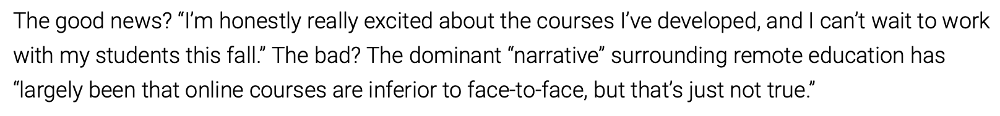 The good news? “I’m honestly really excited about the courses I’ve developed, and I can’t wait to work
with my students this fall.” The bad? The dominant “narrative” surrounding remote education has
“largely been that online courses are inferior to face-to-face, but that’s just not true.”